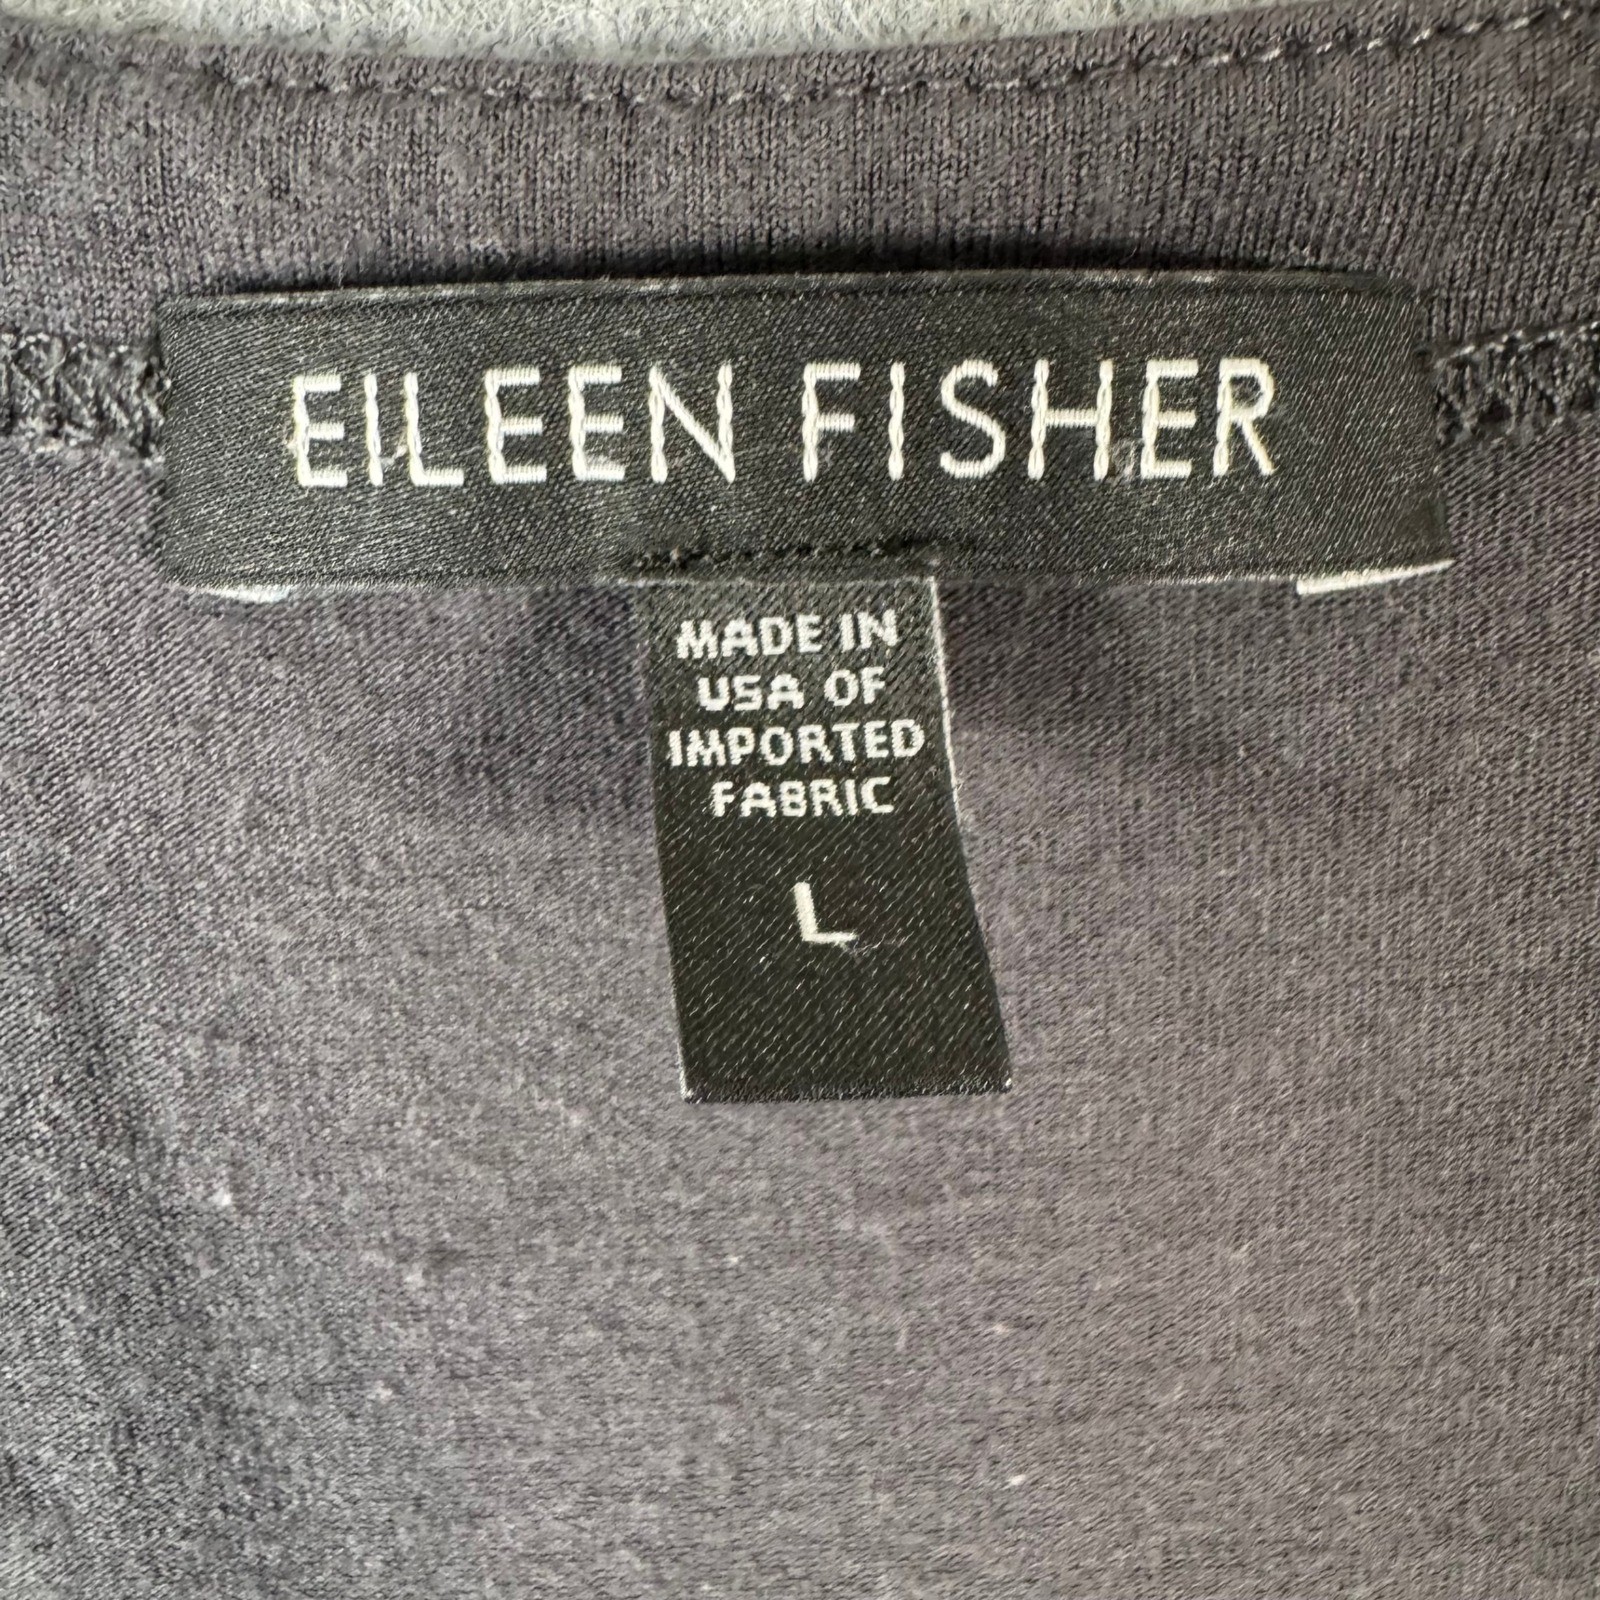 EILEEN FISHER
MADE IN
USA OF
IMPORTED
FABRIC
L